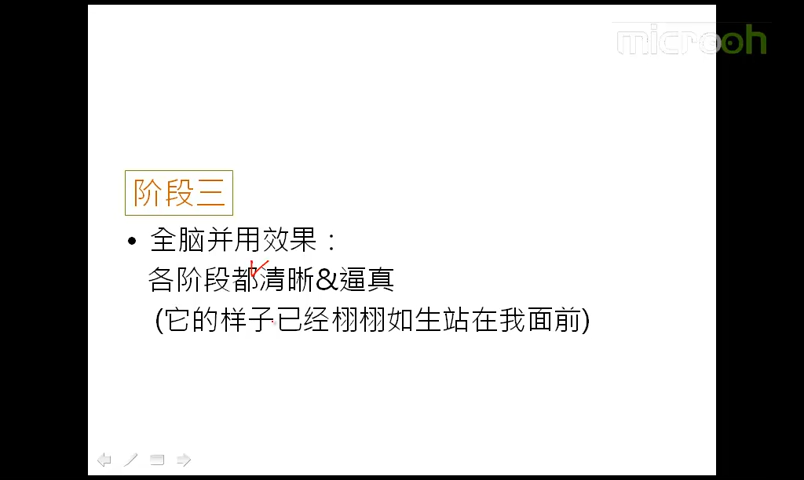 microoh
阶段三
• 全脑并用效果：
各阶段都清晰&逼真
(它的样子已经栩栩如生站在我面前)